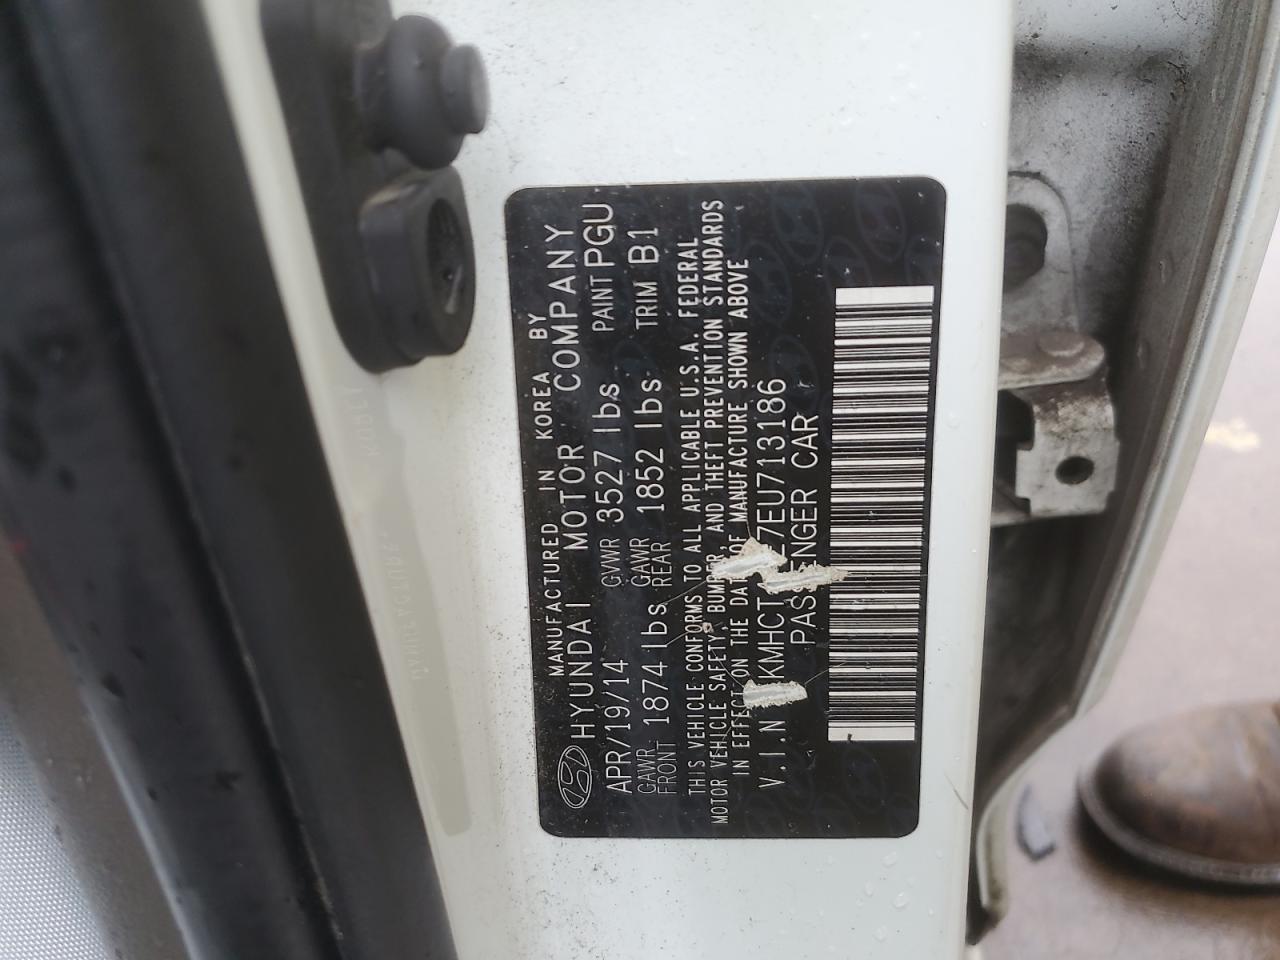 MANUFACTURED IN KOREA BY
HYUNDAI MOTOR COMPANY
APR/19/14 GVWR 3527 lbs PAINT PGU
GAWR FRONT 1874 lbs GAWR REAR 1852 lbs TRIM B1
THIS VEHICLE CONFORMS TO ALL APPLICABLE U.S.A. FEDERAL
MOTOR VEHICLE SAFETY, BUMPER, AND THEFT PREVENTION STANDARDS
IN EFFECT ON THE DATE OF MANUFACTURE SHOWN ABOVE
V.I.N KMHCT 7EU713186
PASSENGER CAR